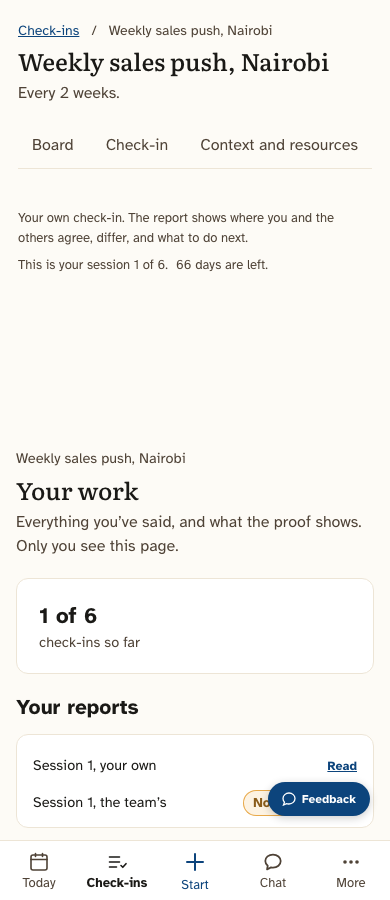 Check-ins / Weekly sales push, Nairobi
Weekly sales push, Nairobi
Every 2 weeks.
Board Check-in Context and resources
Your own check-in. The report shows where you and the
others agree, differ, and what to do next.
This is your session 1 of 6. 66 days are left.
Weekly sales push, Nairobi
Your work
Everything you’ve said, and what the proof shows.
Only you see this page.
1 of 6
check-ins so far
Your reports
Session 1, your own Read
Session 1, the team’s
Feedback
Today Check-ins Start Chat More